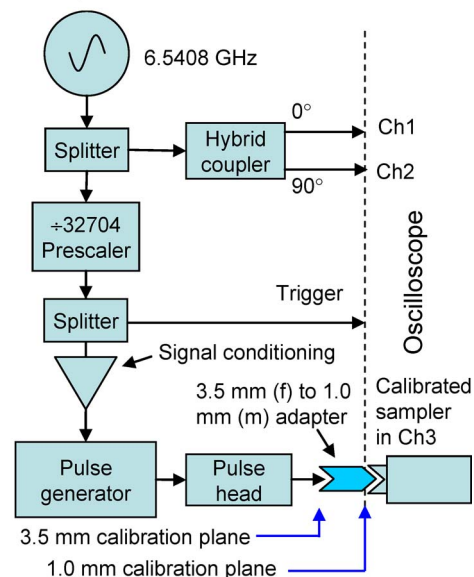 6.5408 GHz
Splitter
Hybrid
coupler
0°
90°
Ch1
Ch2
÷32704
Prescaler
Splitter
Trigger
Oscilloscope
Signal conditioning
3.5 mm (f) to 1.0
mm (m) adapter
Calibrated
sampler
in Ch3
Pulse
generator
Pulse
head
3.5 mm calibration plane
1.0 mm calibration plane